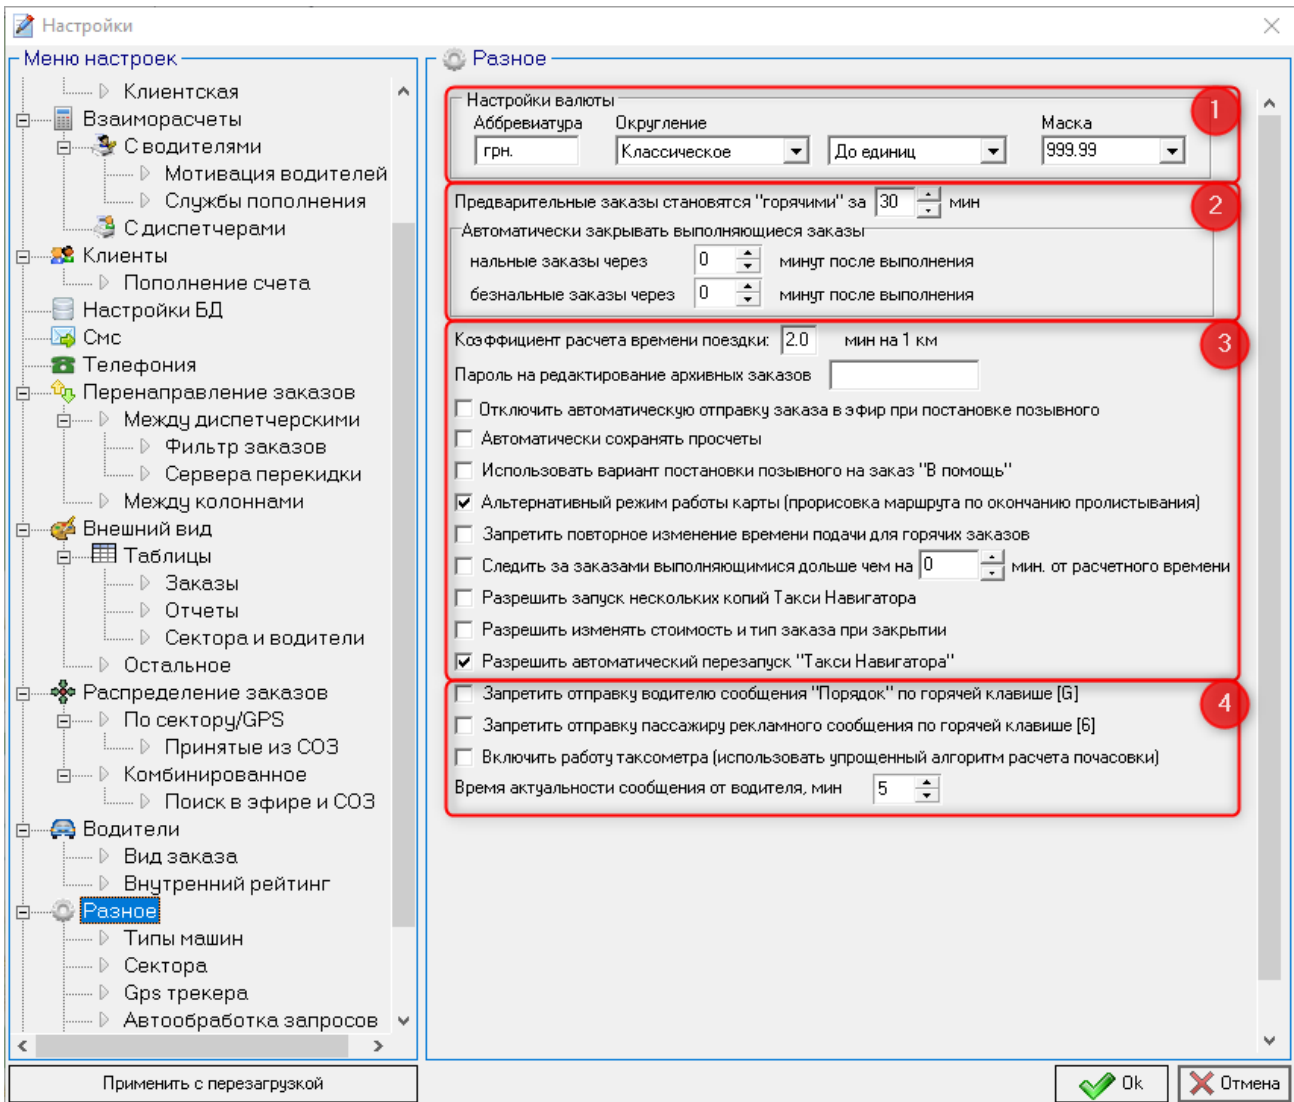 Настройки
Меню настроек
Клиентская
Взаиморасчеты
С водителями
Мотивация водителей
Службы пополнения
С диспетчерами
Клиенты
Пополнение счета
Настройки БД
Смс
Телефония
Перенаправление заказов
Между диспетчерскими
Фильтр заказов
Сервера перекидки
Между колоннами
Внешний вид
Таблицы
Заказы
Отчеты
Сектора и водители
Остальное
Распределение заказов
По сектору/GPS
Принятые из СОЗ
Комбинированное
Поиск в эфире и СОЗ
Водители
Вид заказа
Внутренний рейтинг
Разное
Типы машин
Сектора
Gps трекера
Автообработка запросов
Применить с перезагрузкой
Разное
Настройки валюты
1
Аббревиатура Округление Маска
грн. Классическое До единиц 999.99
Предварительные заказы становятся "горячими" за 30 мин
2
Автоматически закрывать выполняющиеся заказы
нальные заказы через 0 минут после выполнения
безнальные заказы через 0 минут после выполнения
Коэффициент расчета времени поездки: 2.0 мин на 1 км
3
Пароль на редактирование архивных заказов
Отключить автоматическую отправку заказа в эфир при постановке позывного
Автоматически сохранять просчеты
Использовать вариант постановки позывного на заказ "В помощь"
Альтернативный режим работы карты (прорисовка маршрута по окончанию пролистывания)
Запретить повторное изменение времени подачи для горячих заказов
Следить за заказами выполняющимися дольше чем на 0 мин. от расчетного времени
Разрешить запуск нескольких копий Такси Навигатора
Разрешить изменять стоимость и тип заказа при закрытии
Разрешить автоматический перезапуск "Такси Навигатора"
Запретить отправку водителю сообщения "Порядок" по горячей клавише [G]
4
Запретить отправку пассажиру рекламного сообщения по горячей клавише [6]
Включить работу таксометра (использовать упрощенный алгоритм расчета почасовки)
Время актуальности сообщения от водителя, мин 5
Ok
Отмена